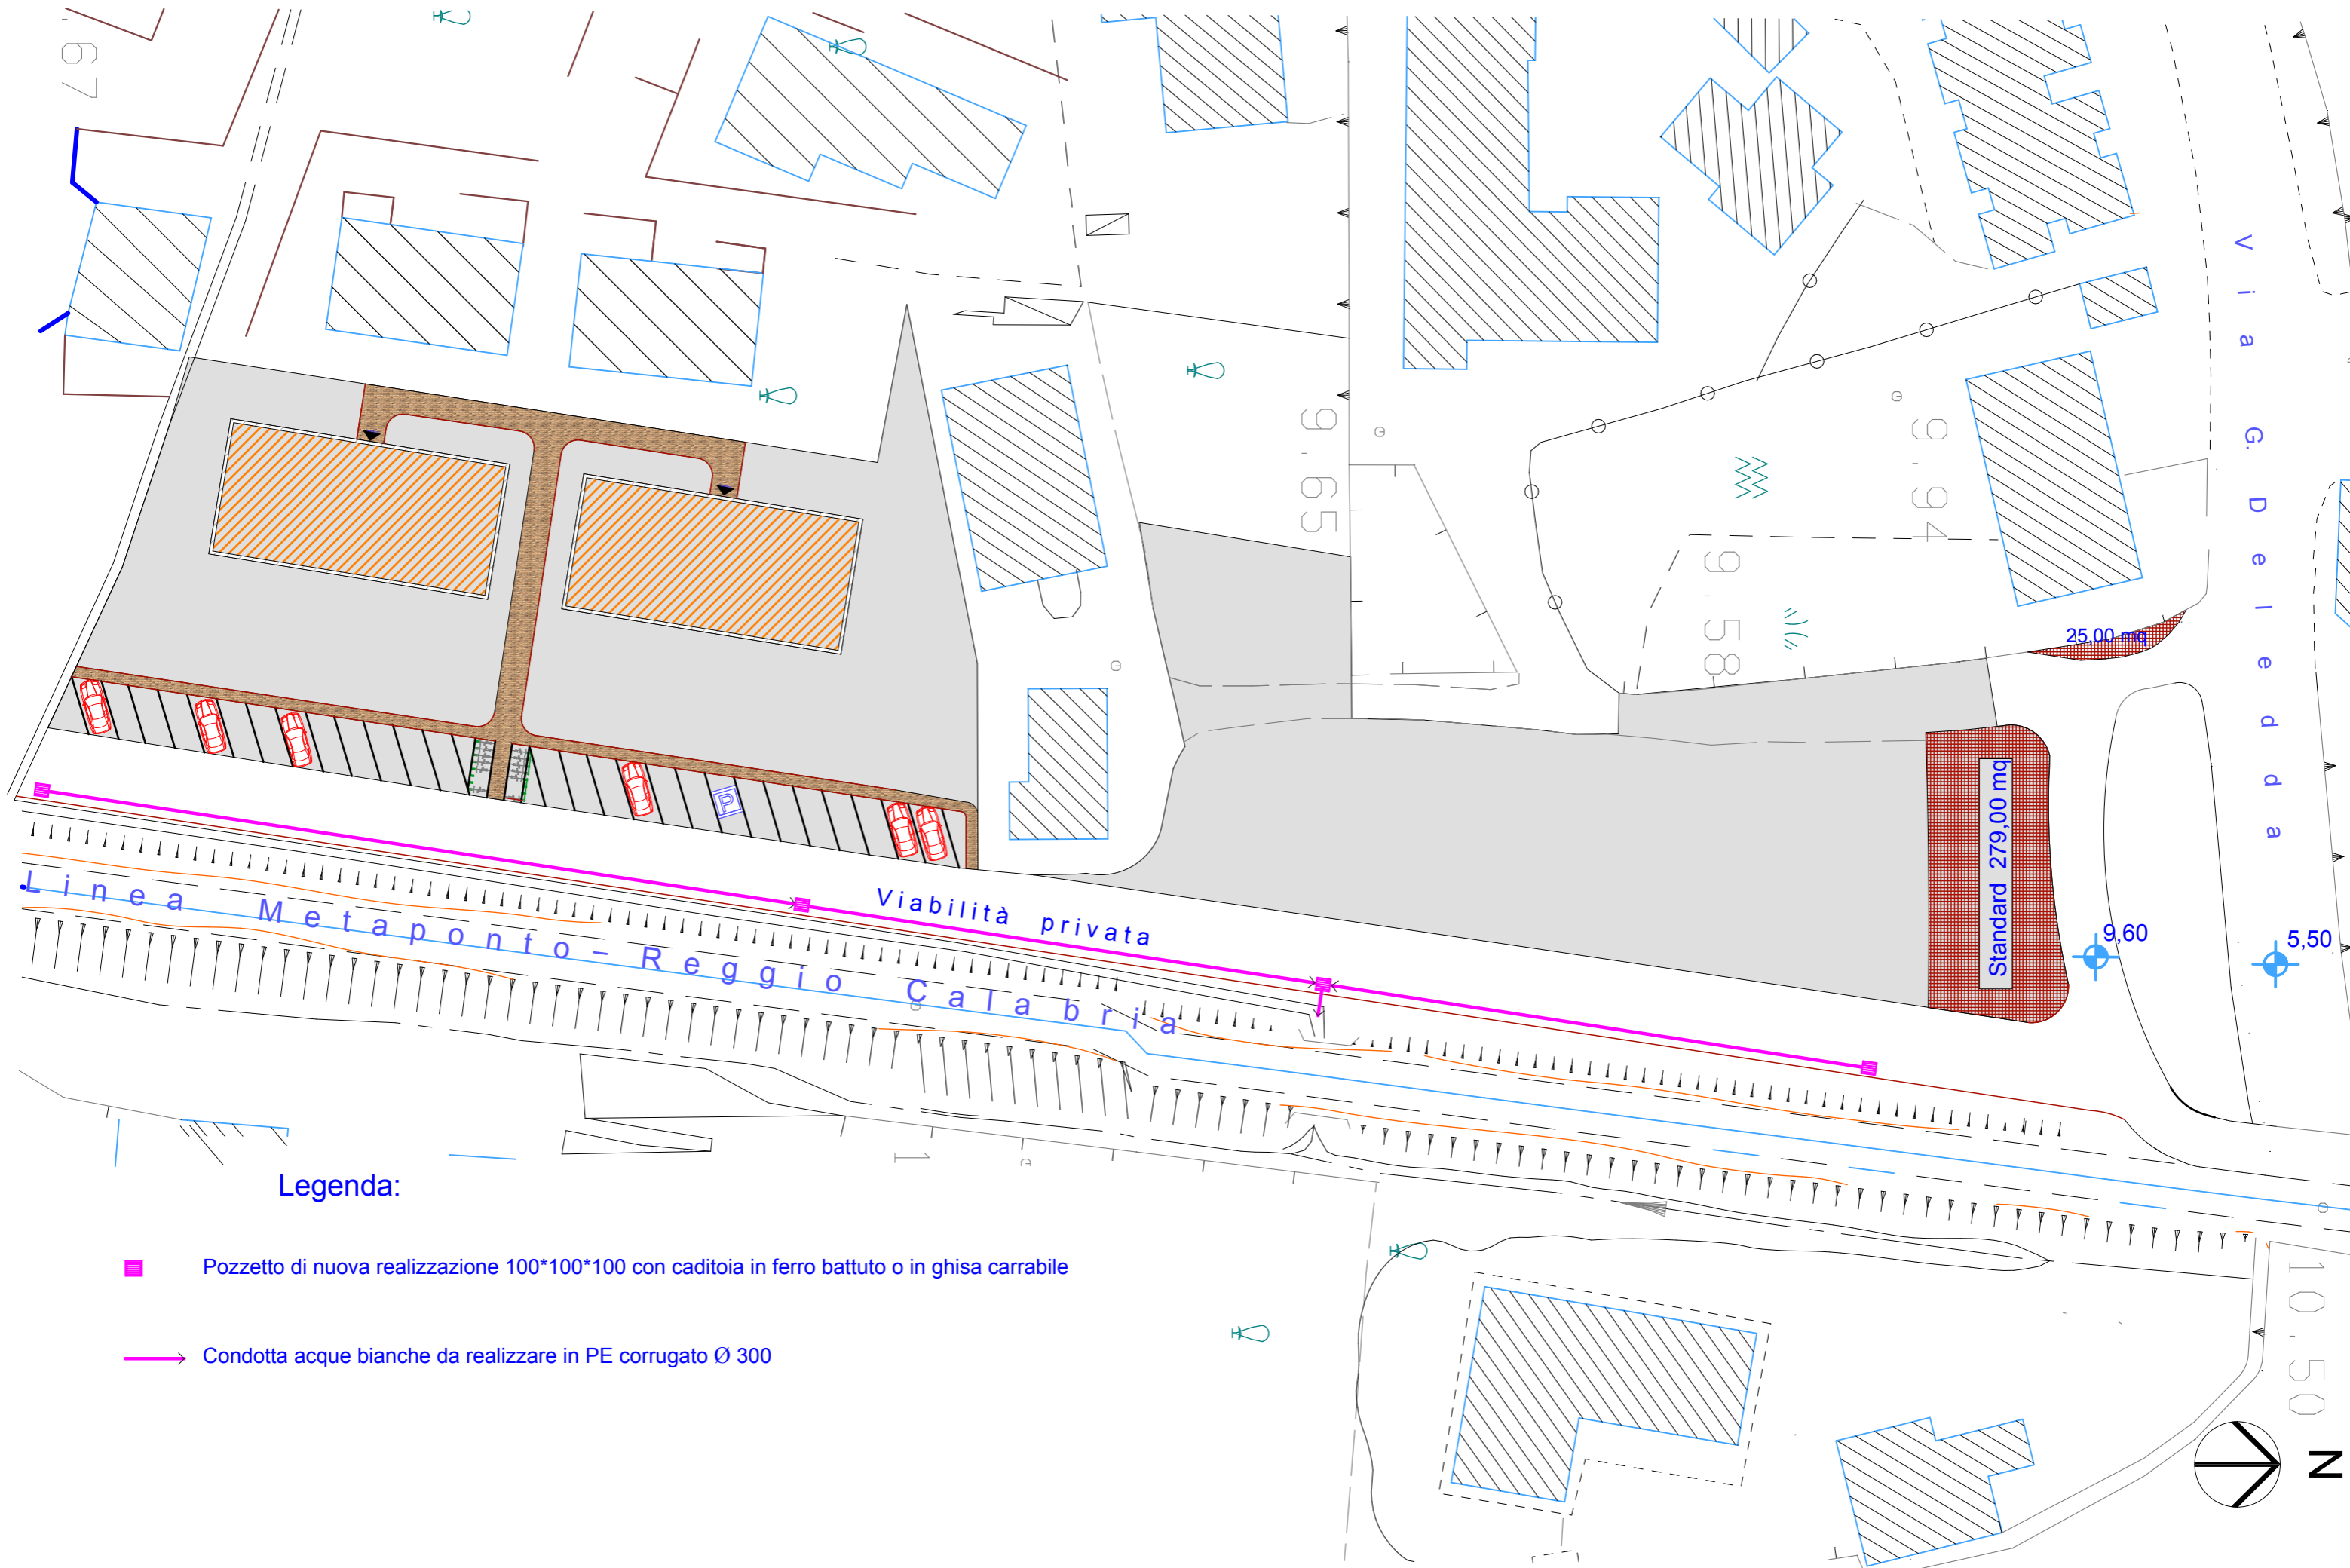 9.65
9.94
9.58
25,00 mq
Via G. Deledda
Standard 279,00 mq
9,60
5,50
P
Viabilità privata
Linea Metaponto – Reggio Calabria
Legenda:
Pozzetto di nuova realizzazione 100*100*100 con caditoia in ferro battuto o in ghisa carrabile
Condotta acque bianche da realizzare in PE corrugato Ø 300
10.50
N